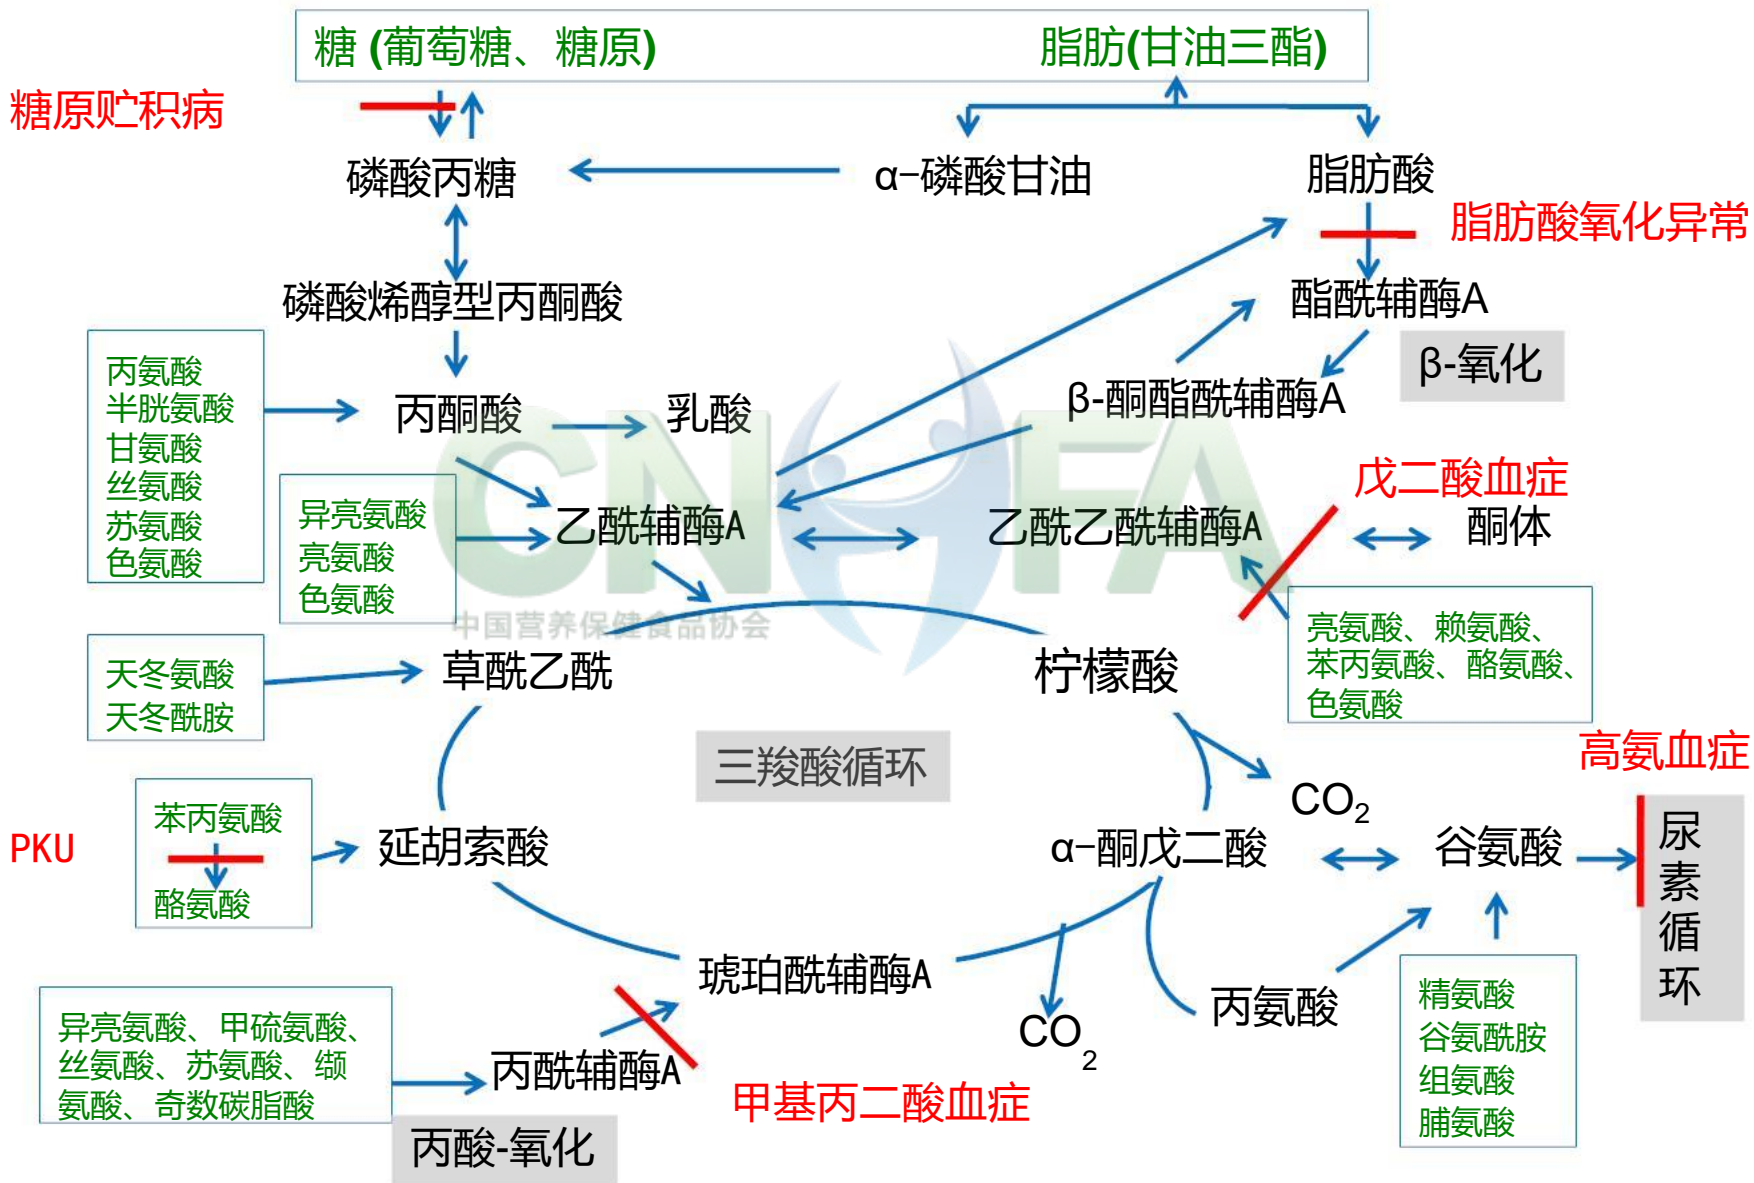 糖 (葡萄糖、糖原)
脂肪(甘油三酯)
糖原贮积病
磷酸丙糖
α-磷酸甘油
脂肪酸
脂肪酸氧化异常
磷酸烯醇型丙酮酸
酯酰辅酶A
β-氧化
丙氨酸
半胱氨酸
甘氨酸
丝氨酸
苏氨酸
色氨酸
丙酮酸
乳酸
β-酮酯酰辅酶A
CNHFA
中国营养保健食品协会
异亮氨酸
亮氨酸
色氨酸
乙酰辅酶A
乙酰乙酰辅酶A
戊二酸血症
酮体
亮氨酸、赖氨酸、
苯丙氨酸、酪氨酸、
色氨酸
天冬氨酸
天冬酰胺
草酰乙酰
柠檬酸
三羧酸循环
高氨血症
CO2
PKU
苯丙氨酸
酪氨酸
延胡索酸
α-酮戊二酸
谷氨酸
尿
素
循
环
琥珀酰辅酶A
CO2
丙氨酸
精氨酸
谷氨酰胺
组氨酸
脯氨酸
异亮氨酸、甲硫氨酸、
丝氨酸、苏氨酸、缬
氨酸、奇数碳脂酸
丙酰辅酶A
甲基丙二酸血症
丙酸-氧化